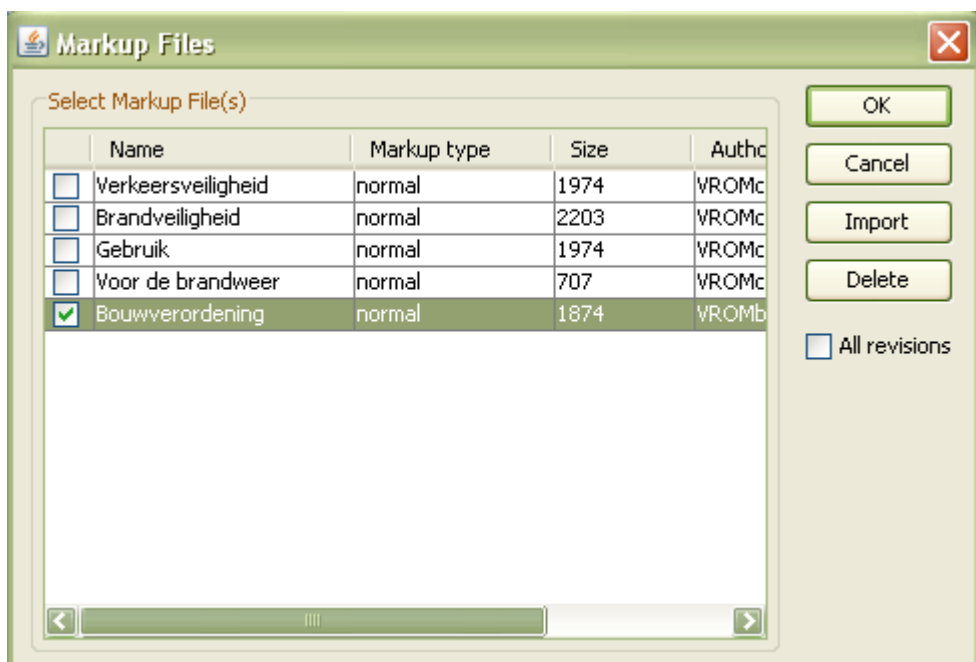 Markup Files
Select Markup File(s)
OK
Name Markup type Size Autho
Cancel
Verkeersveiligheid normal 1974 VROMc
Brandveiligheid normal 2203 VROMc
Import
Gebruik normal 1974 VROMc
Voor de brandweer normal 707 VROMc
Delete
Bouwverordening normal 1874 VROMb
All revisions